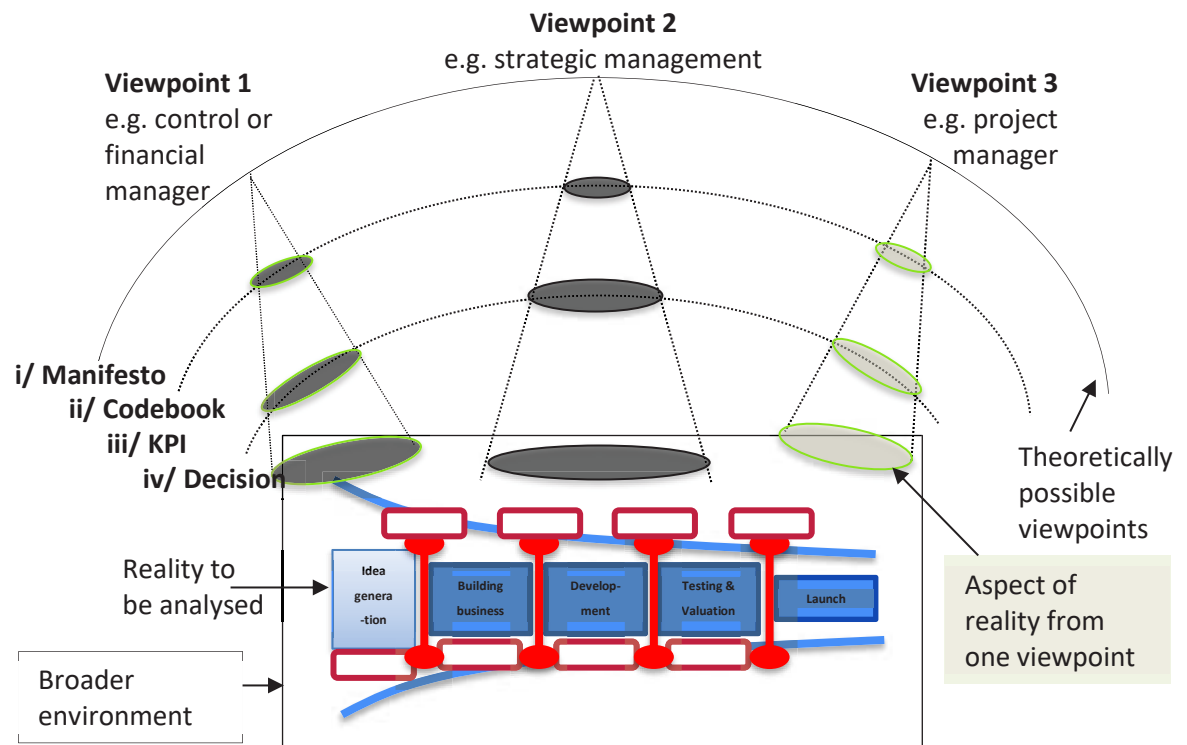 Viewpoint 2
e.g. strategic management
Viewpoint 1
e.g. control or
financial
manager
Viewpoint 3
e.g. project
manager
i/ Manifesto
ii/ Codebook
iii/ KPI
iv/ Decision
Theoretically
possible
viewpoints
Reality to
be analysed
Idea
genera
-tion
Building
business
Develop-
ment
Testing &
Valuation
Launch
Aspect of
reality from
one viewpoint
Broader
environment